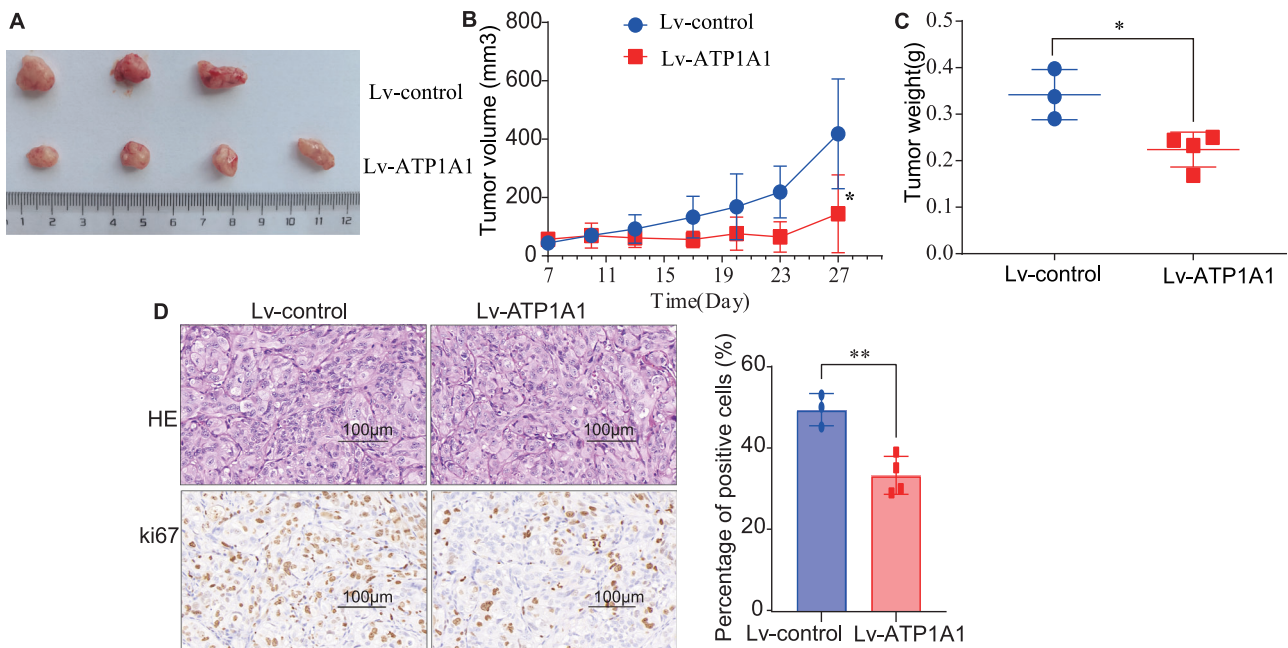 A
Lv-control
Lv-ATP1A1
1 2 3 4 5 6 7 8 9 10 11 12
B
Tumor volume (mm3)
800
600
400
200
0
Lv-control
Lv-ATP1A1
*
7 11 15 19 23 27
Time(Day)
C
Tumor weight(g)
0.5
0.4
0.3
0.2
0.1
0.0
*
Lv-control
Lv-ATP1A1
D
Lv-control
Lv-ATP1A1
HE
100μm
100μm
ki67
100μm
100μm
Percentage of positive cells (%)
60
40
20
0
**
Lv-control
Lv-ATP1A1